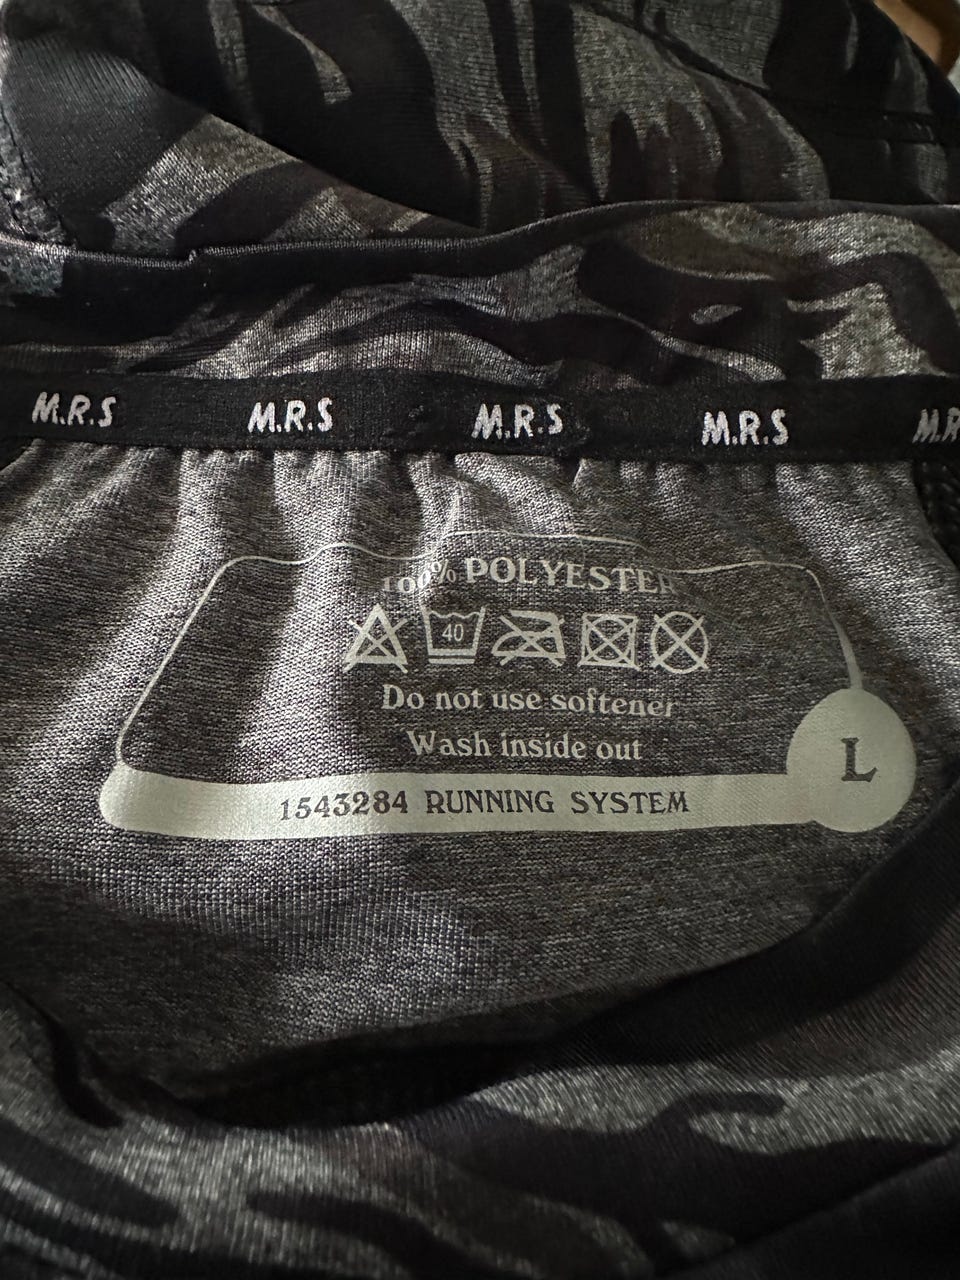 M.R.S M.R.S M.R.S M.R.S M.R
100% POLYESTER
40
Do not use softener
Wash inside out
L
1543284 RUNNING SYSTEM